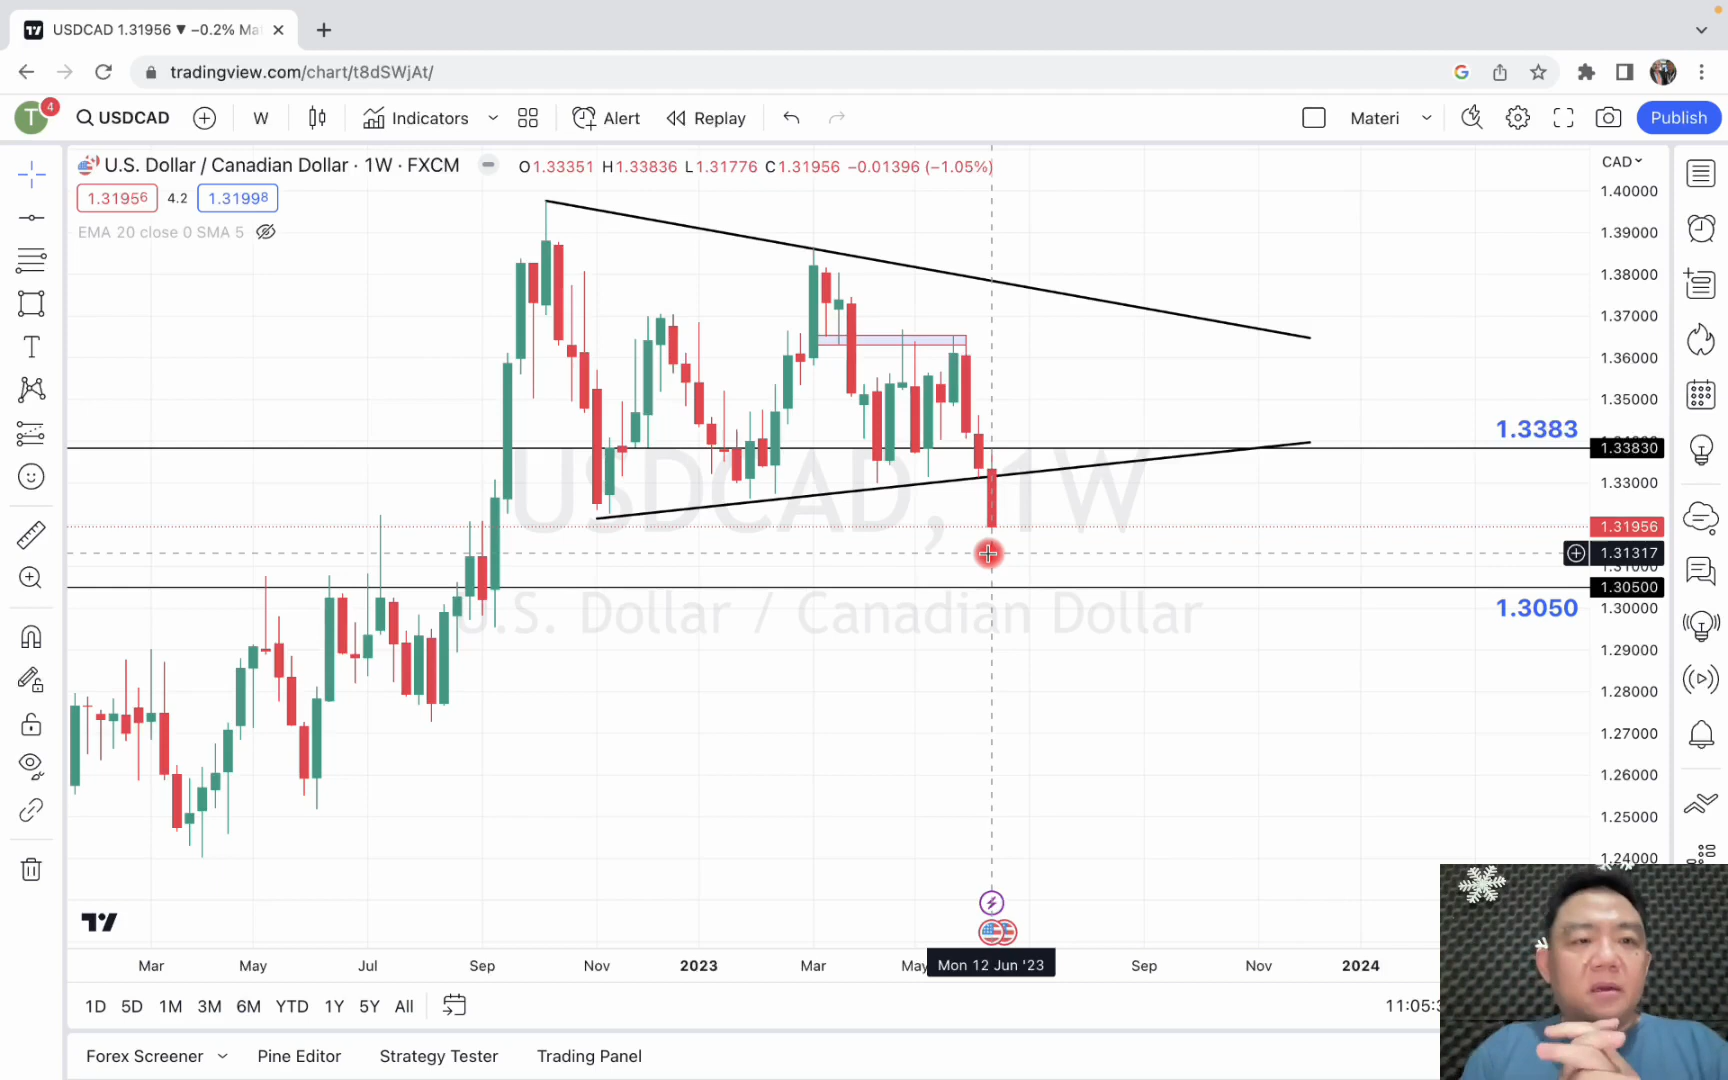 USDCAD 1.31956 ▼ −0.2% Ma
tradingview.com/chart/t8dSWjAt/
T 4 USDCAD W Indicators Alert Replay Materi Publish
U.S. Dollar / Canadian Dollar · 1W · FXCM O1.33351 H1.33836 L1.31776 C1.31956 −0.01396 (−1.05%)
CAD
1.31956 4.2 1.31998
EMA 20 close 0 SMA 5
1.40000
1.39000
1.38000
1.37000
1.36000
1.35000
1.3383
1.33830
1.33000
1.31956
1.31317
1.30500
1.3050
1.30000
1.29000
1.28000
1.27000
1.26000
1.25000
1.24000
USDCAD, 1W
U.S. Dollar / Canadian Dollar
Mar May Jul Sep Nov 2023 Mar May Mon 12 Jun '23 Sep Nov 2024
1D 5D 1M 3M 6M YTD 1Y 5Y All 11:05:3
Forex Screener Pine Editor Strategy Tester Trading Panel